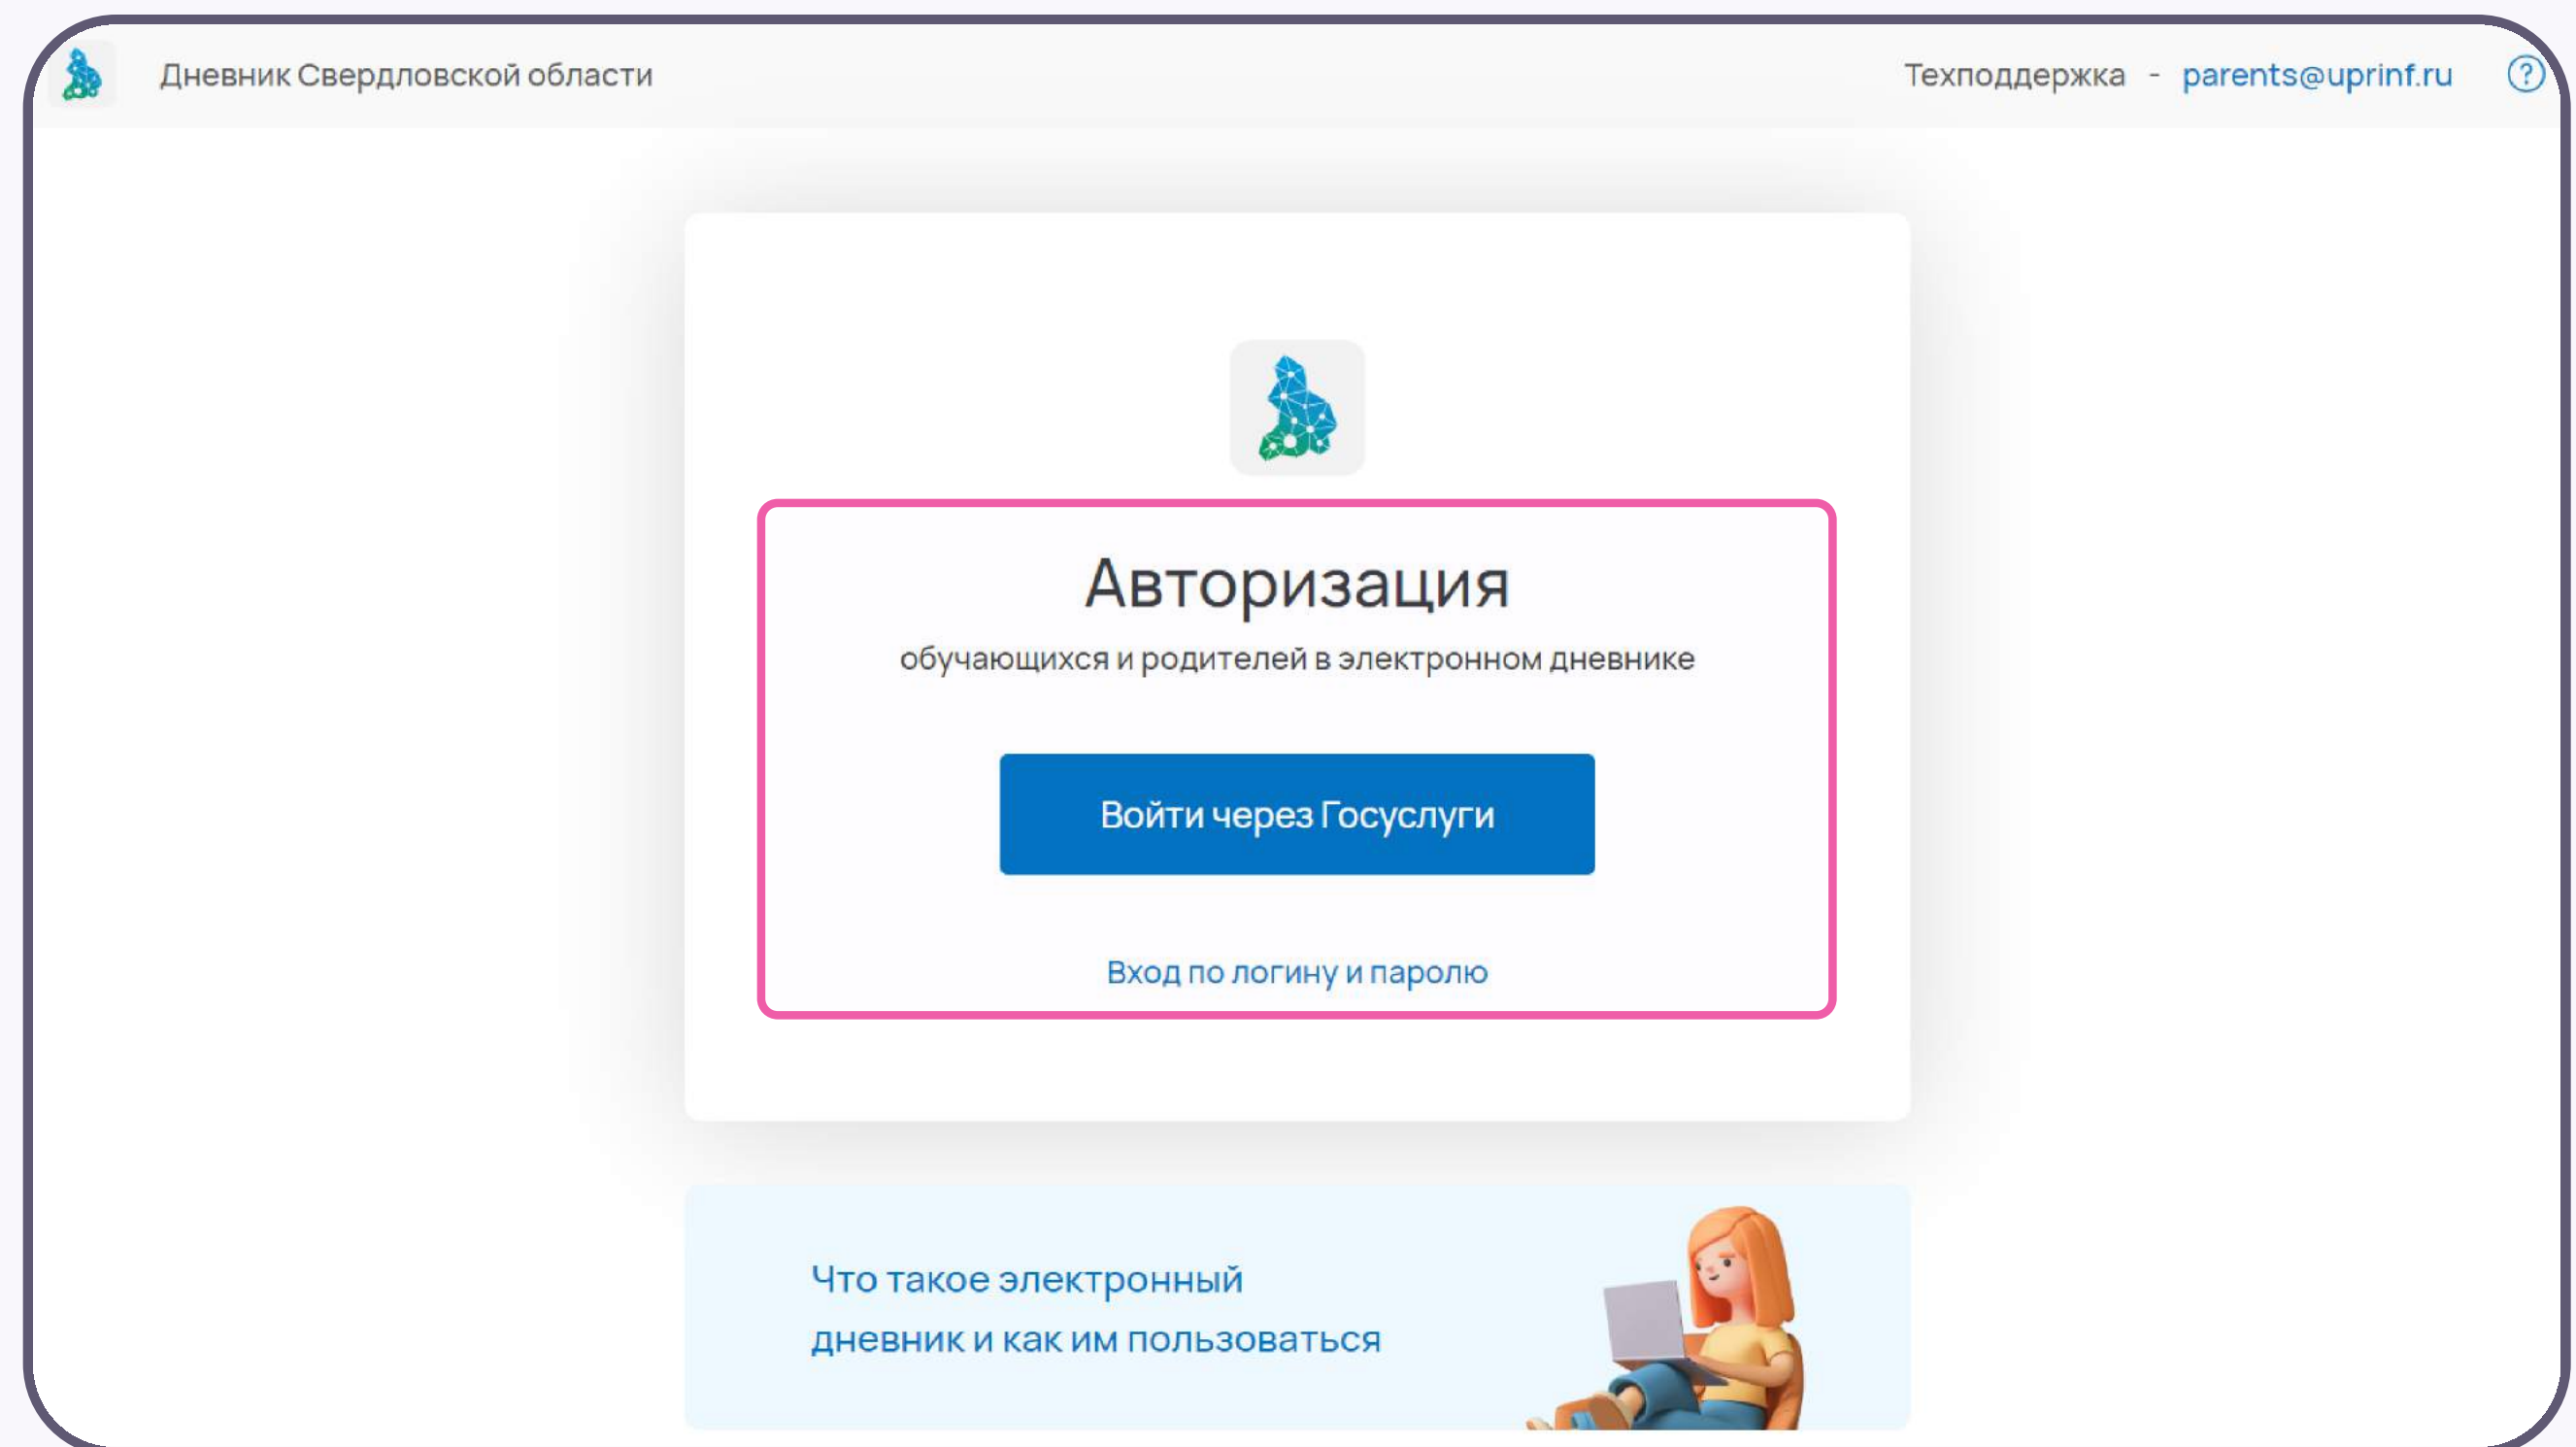 Дневник Свердловской области
Техподдержка - parents@uprinf.ru
?
Авторизация
обучающихся и родителей в электронном дневнике
Войти через Госуслуги
Вход по логину и паролю
Что такое электронный
дневник и как им пользоваться